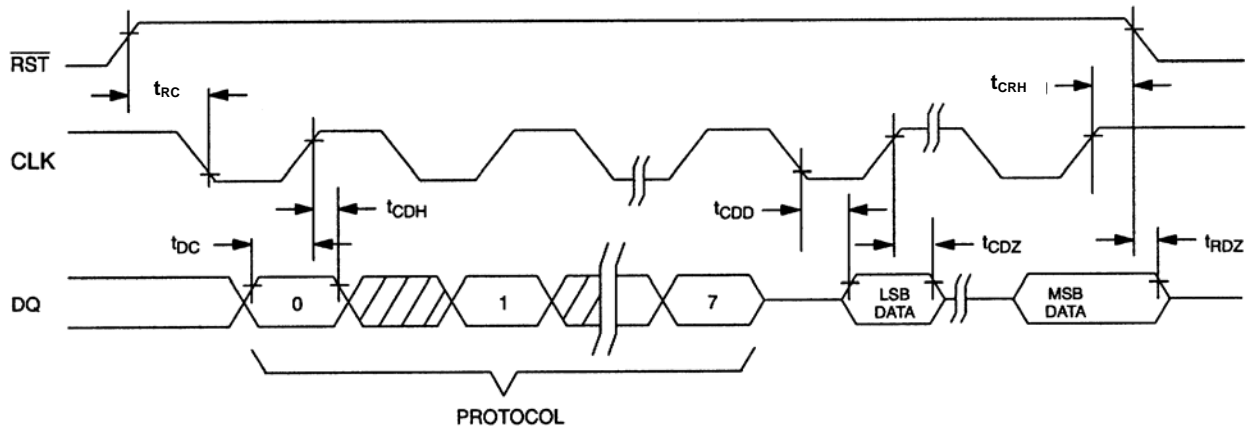 RST
tRC
tCRH
CLK
tCDH
tCDD
tDC
tCDZ
tRDZ
DQ
0
1
7
LSB
DATA
MSB
DATA
PROTOCOL